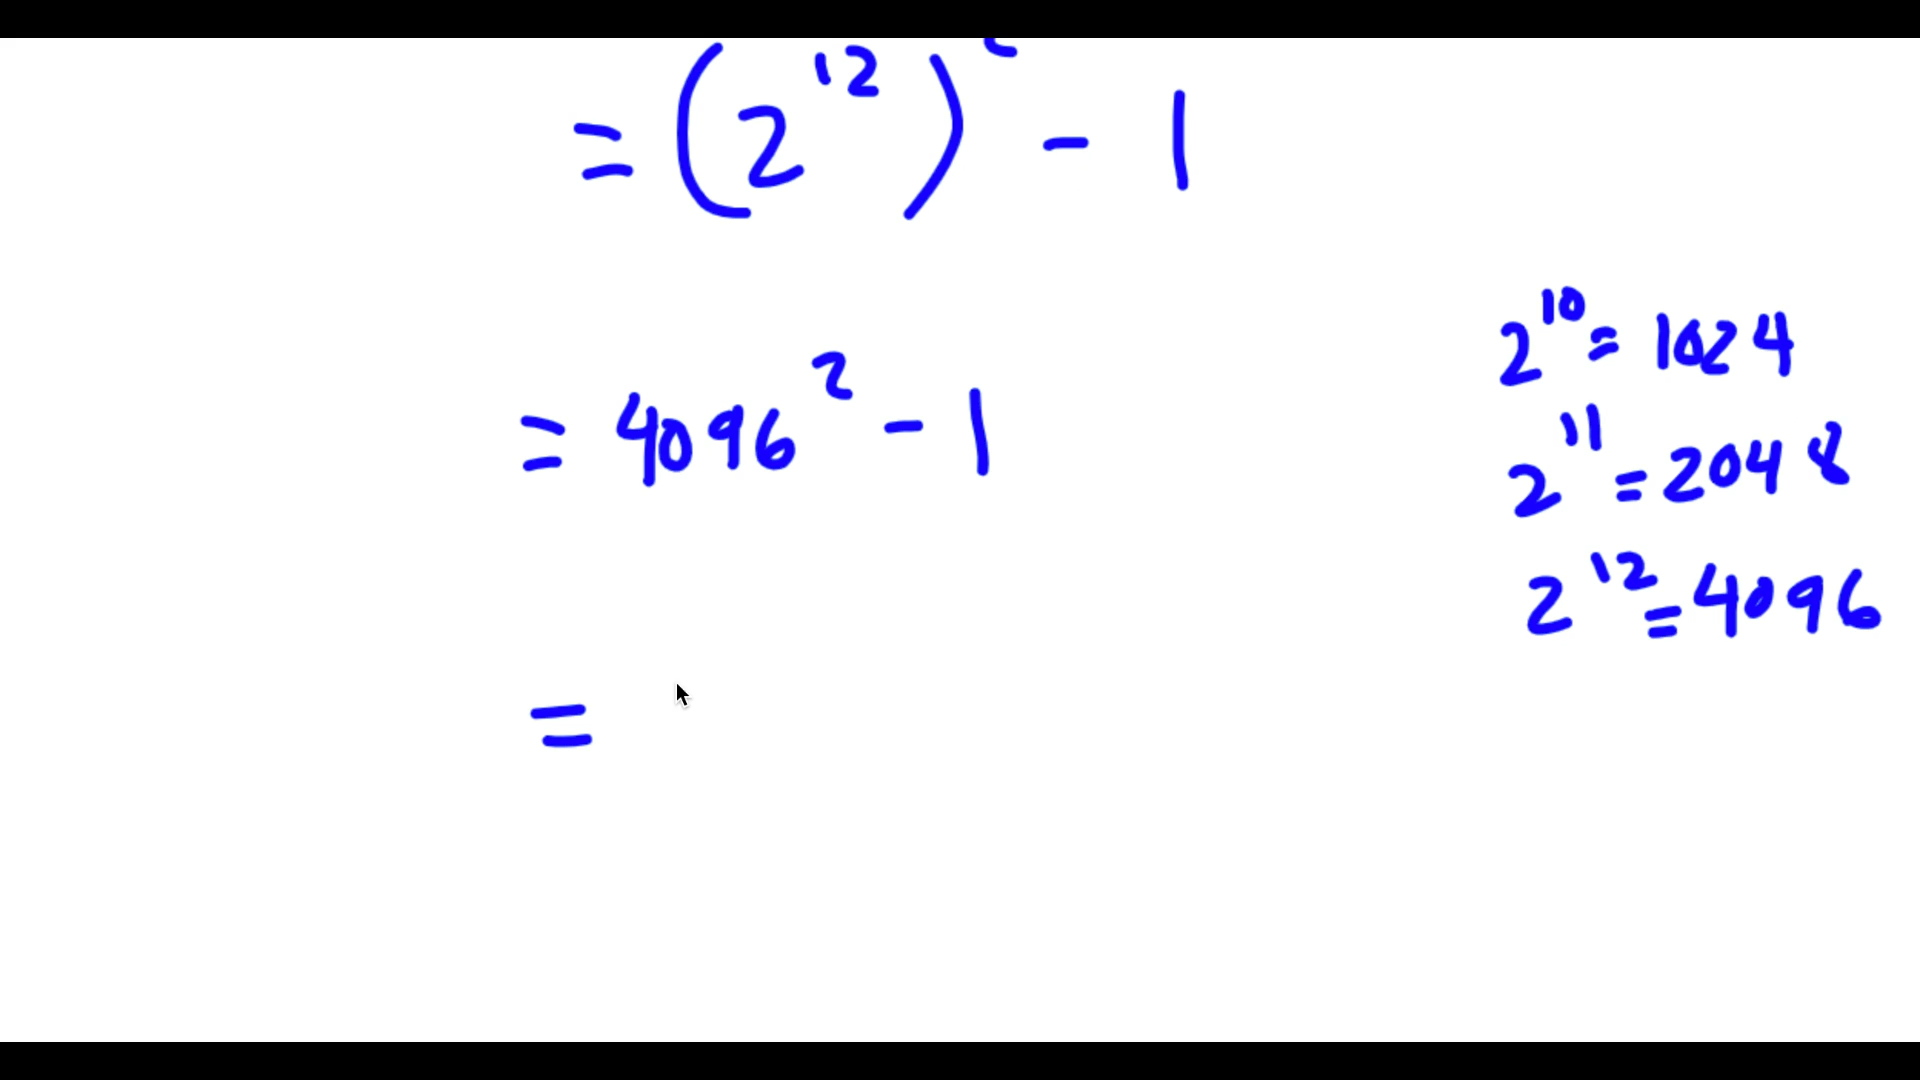 = (2^12)^2 - 1
= 4096^2 - 1
=
2^10 = 1024
2^11 = 2048
2^12 = 4096